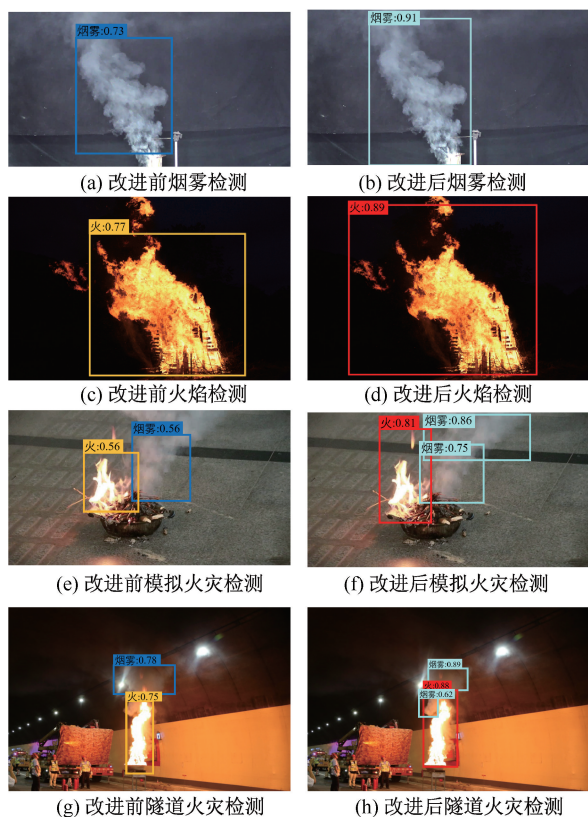 烟雾:0.73
烟雾:0.91
(a) 改进前烟雾检测
(b) 改进后烟雾检测
火:0.77
火:0.89
(c) 改进前火焰检测
(d) 改进后火焰检测
烟雾:0.56
火:0.56
烟雾:0.86
火:0.81
烟雾:0.75
(e) 改进前模拟火灾检测
(f) 改进后模拟火灾检测
烟雾:0.78
火:0.75
烟雾:0.89
火:0.88
烟雾:0.62
(g) 改进前隧道火灾检测
(h) 改进后隧道火灾检测